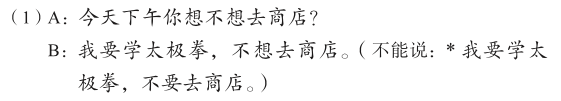 （1）A：今天下午你想不想去商店？
B：我要学太极拳，不想去商店。（不能说：*我要学太
极拳，不要去商店。）